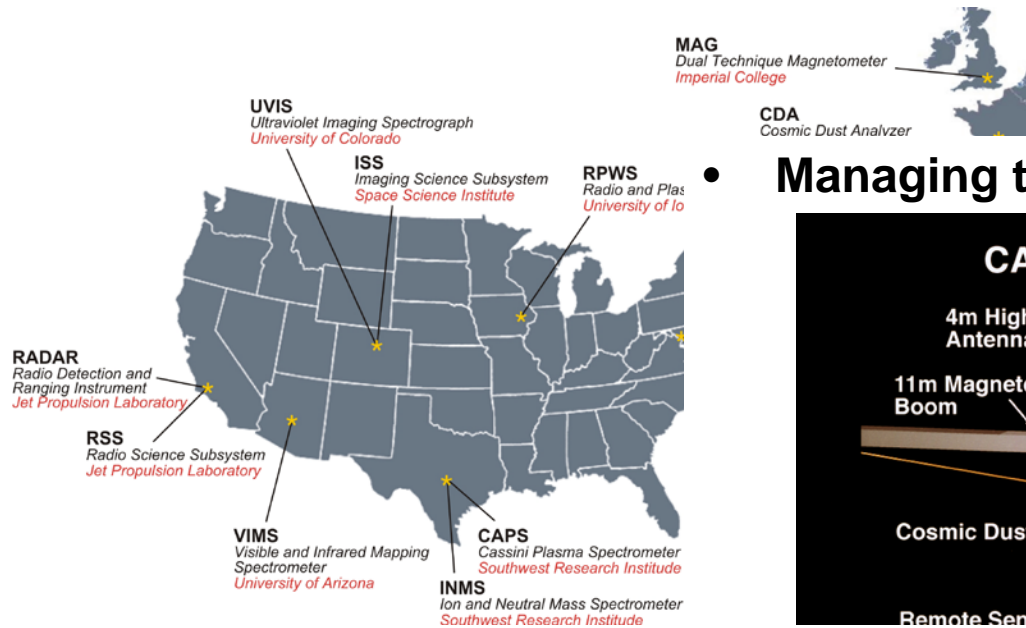 MAG
Dual Technique Magnetometer
Imperial College
CDA
Cosmic Dust Analyzer
UVIS
Ultraviolet Imaging Spectrograph
University of Colorado
ISS
Imaging Science Subsystem
Space Science Institute
RPWS
Radio and Plas
University of Io
RADAR
Radio Detection and
Ranging Instrument
Jet Propulsion Laboratory
RSS
Radio Science Subsystem
Jet Propulsion Laboratory
VIMS
Visible and Infrared Mapping
Spectrometer
University of Arizona
CAPS
Cassini Plasma Spectrometer
Southwest Research Institude
INMS
Ion and Neutral Mass Spectrometer
Southwest Research Institude
• Managing t
CA
4m High
Antenna
11m Magneto
Boom
Cosmic Dus
Remote Sen